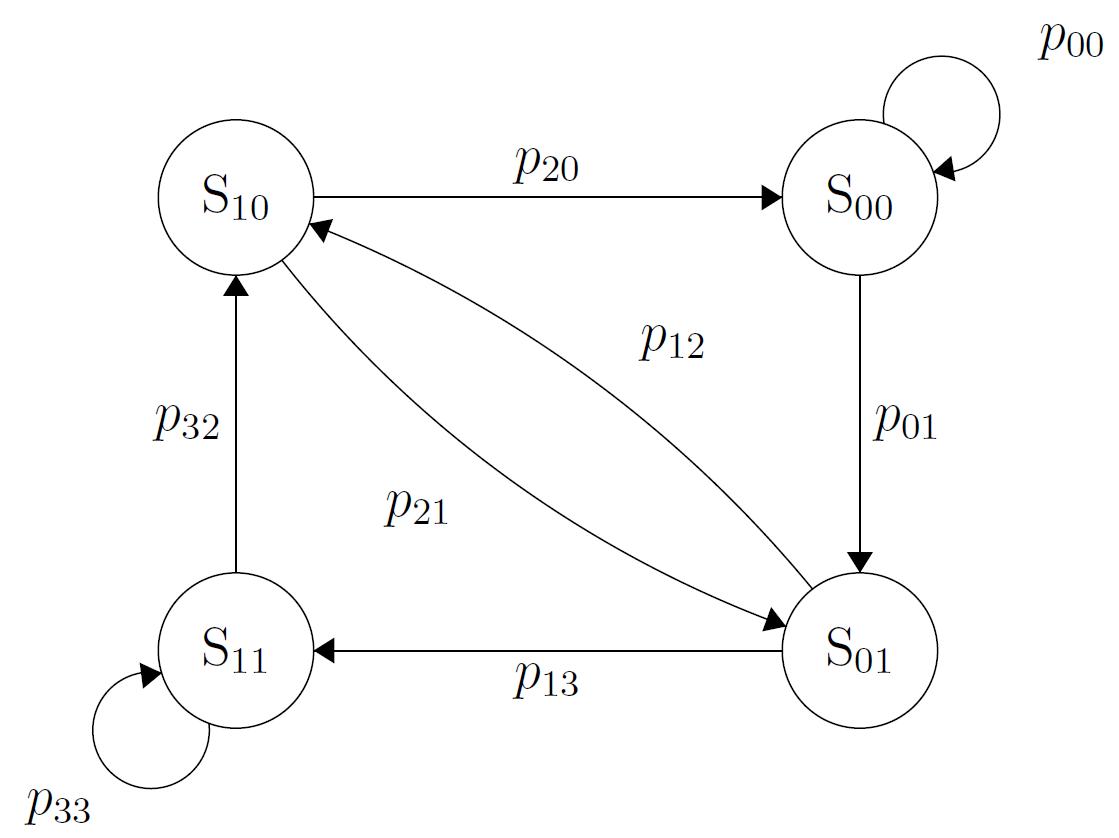 p₀₀
p₂₀
S₁₀
S₀₀
p₁₂
p₃₂
p₀₁
p₂₁
S₁₁
S₀₁
p₁₃
p₃₃